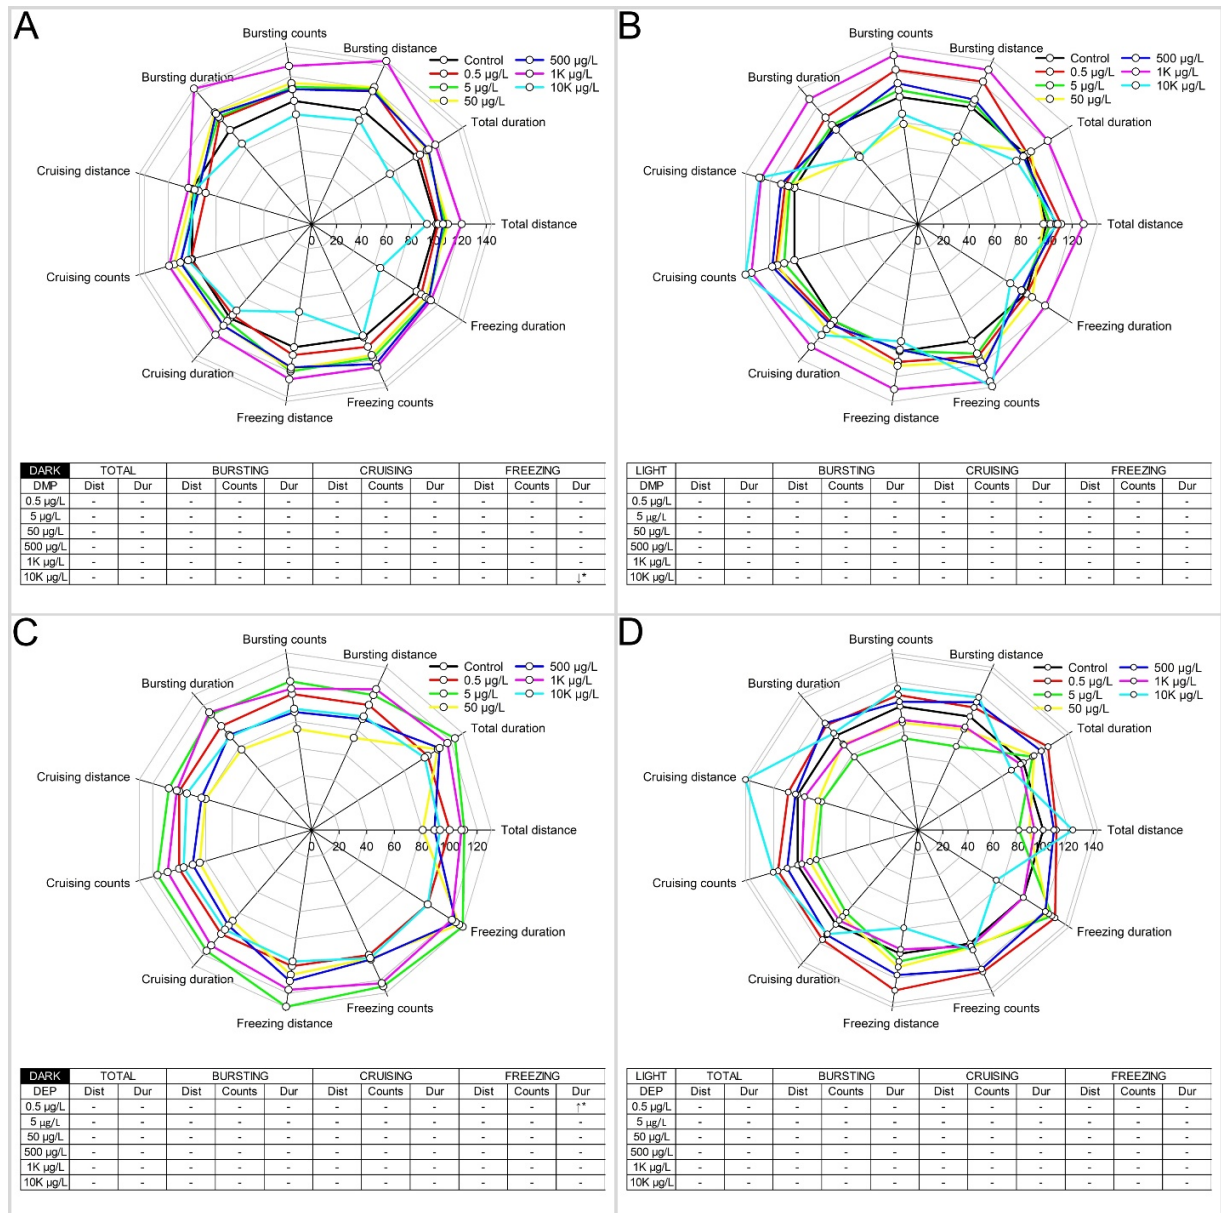 A
Bursting counts
Bursting distance
Bursting duration
Control
500 µg/L
0.5 µg/L
1K µg/L
5 µg/L
10K µg/L
50 µg/L
Total duration
Cruising distance
Total distance
0 20 40 60 80 100 120 140
Cruising counts
Freezing duration
Cruising duration
Freezing counts
Freezing distance
DARK TOTAL BURSTING CRUISING FREEZING
DMP Dist Dur Dist Counts Dur Dist Counts Dur Dist Counts Dur
0.5 µg/L - - - - - - - - - - -
5 µg/L - - - - - - - - - - -
50 µg/L - - - - - - - - - - -
500 µg/L - - - - - - - - - - -
1K µg/L - - - - - - - - - - -
10K µg/L - - - - - - - - - - ↓*
B
Bursting counts
Bursting distance
Bursting duration
Control
500 µg/L
0.5 µg/L
1K µg/L
5 µg/L
10K µg/L
50 µg/L
Total duration
Cruising distance
Total distance
0 20 40 60 80 100 120
Cruising counts
Freezing duration
Cruising duration
Freezing counts
Freezing distance
LIGHT BURSTING CRUISING FREEZING
DMP Dist Dur Dist Counts Dur Dist Counts Dur Dist Counts Dur
0.5 µg/L - - - - - - - - - - -
5 µg/L - - - - - - - - - - -
50 µg/L - - - - - - - - - - -
500 µg/L - - - - - - - - - - -
1K µg/L - - - - - - - - - - -
10K µg/L - - - - - - - - - - -
C
Bursting counts
Bursting distance
Bursting duration
Control
500 µg/L
0.5 µg/L
1K µg/L
5 µg/L
10K µg/L
50 µg/L
Total duration
Cruising distance
Total distance
0 20 40 60 80 100 120
Cruising counts
Freezing duration
Cruising duration
Freezing counts
Freezing distance
DARK TOTAL BURSTING CRUISING FREEZING
DEP Dist Dur Dist Counts Dur Dist Counts Dur Dist Counts Dur
0.5 µg/L - - - - - - - - - - ↑*
5 µg/L - - - - - - - - - - -
50 µg/L - - - - - - - - - - -
500 µg/L - - - - - - - - - - -
1K µg/L - - - - - - - - - - -
10K µg/L - - - - - - - - - - -
D
Bursting counts
Bursting distance
Bursting duration
Control
500 µg/L
0.5 µg/L
1K µg/L
5 µg/L
10K µg/L
50 µg/L
Total duration
Cruising distance
Total distance
0 20 40 60 80 100 120 140
Cruising counts
Freezing duration
Cruising duration
Freezing counts
Freezing distance
LIGHT TOTAL BURSTING CRUISING FREEZING
DEP Dist Dur Dist Counts Dur Dist Counts Dur Dist Counts Dur
0.5 µg/L - - - - - - - - - - -
5 µg/L - - - - - - - - - - -
50 µg/L - - - - - - - - - - -
500 µg/L - - - - - - - - - - -
1K µg/L - - - - - - - - - - -
10K µg/L - - - - - - - - - - -